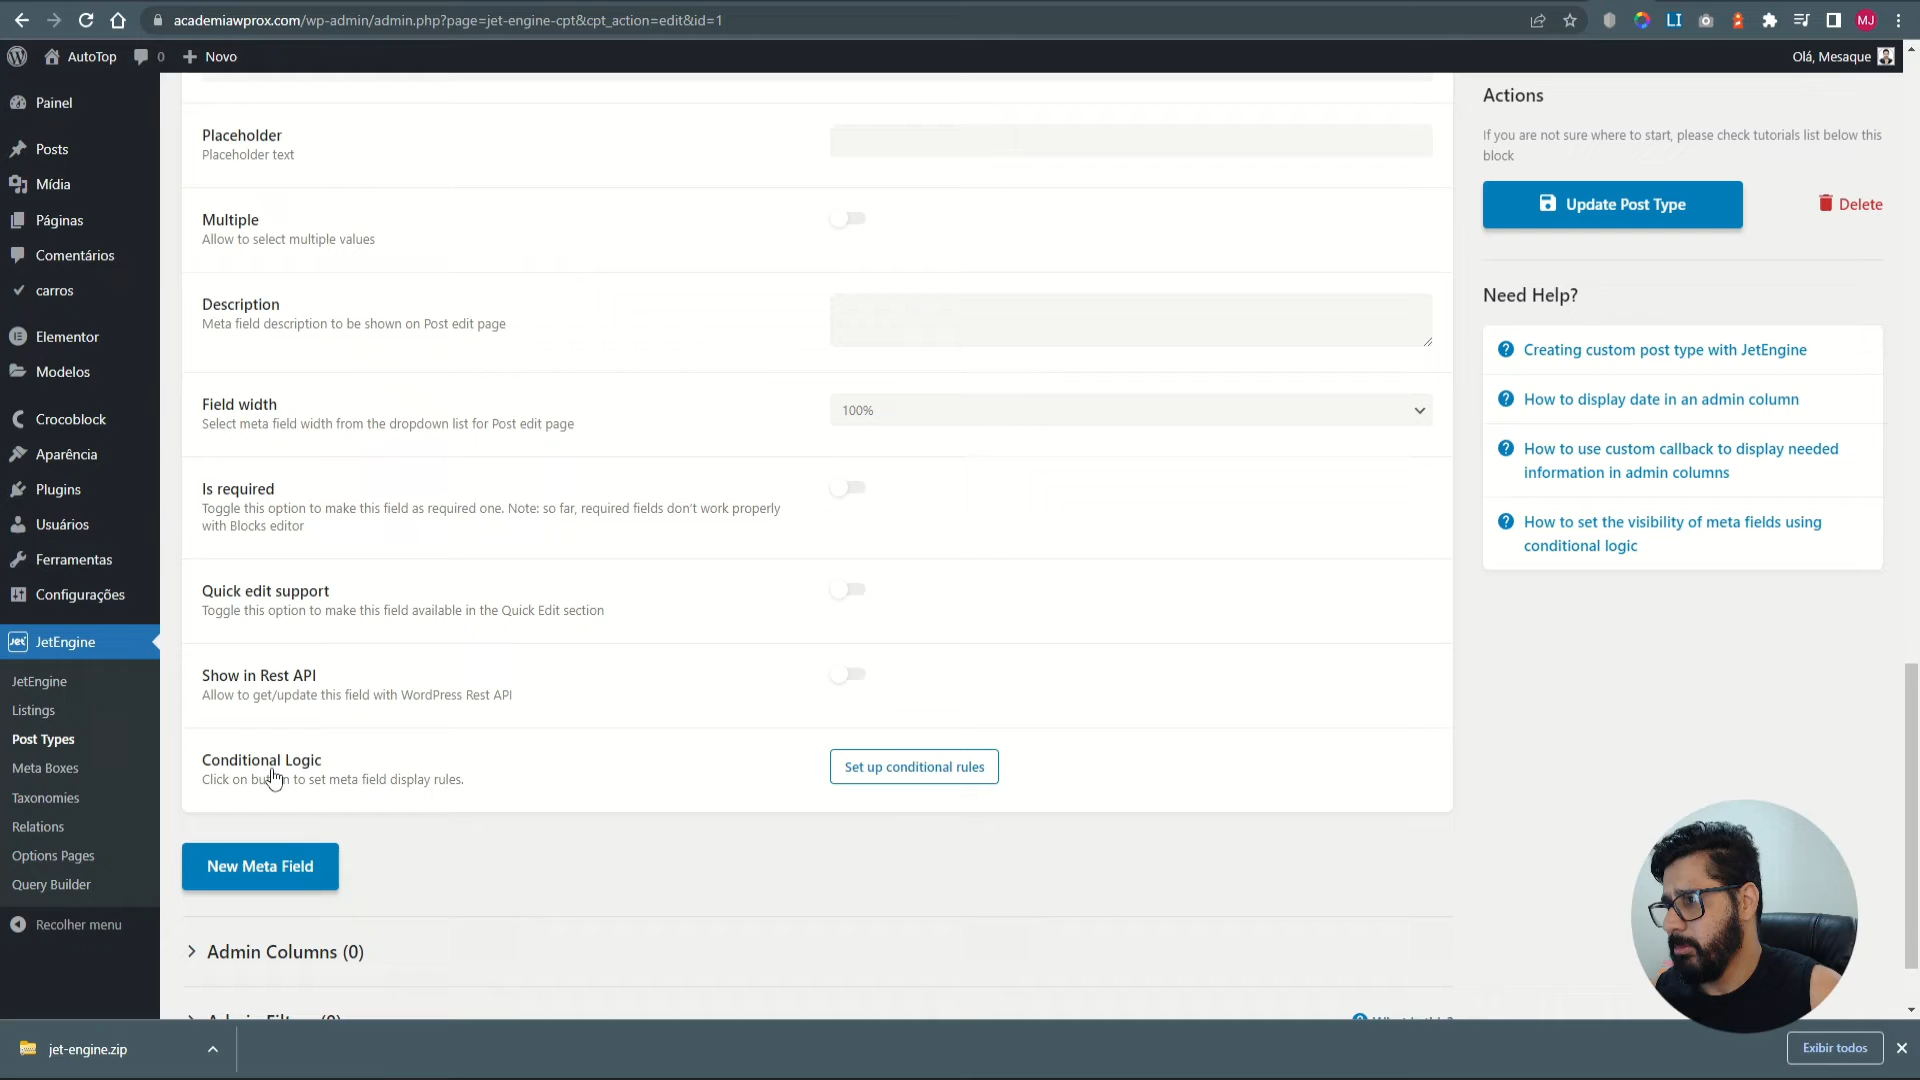 academiawprox.com/wp-admin/admin.php?page=jet-engine-cpt&cpt_action=edit&id=1
LI
MJ
AutoTop
0
Novo
Olá, Mesaque
Painel
Posts
Mídia
Páginas
Comentários
carros
Elementor
Modelos
Crocoblock
Aparência
Plugins
Usuários
Ferramentas
Configurações
Jet
JetEngine
JetEngine
Listings
Post Types
Meta Boxes
Taxonomies
Relations
Options Pages
Query Builder
Recolher menu
Placeholder
Placeholder text
Multiple
Allow to select multiple values
Description
Meta field description to be shown on Post edit page
Field width
Select meta field width from the dropdown list for Post edit page
100%
Is required
Toggle this option to make this field as required one. Note: so far, required fields don't work properly
with Blocks editor
Quick edit support
Toggle this option to make this field available in the Quick Edit section
Show in Rest API
Allow to get/update this field with WordPress Rest API
Conditional Logic
Click on button to set meta field display rules.
Set up conditional rules
New Meta Field
Admin Columns (0)
Admin Filters (0)
What is this?
Actions
If you are not sure where to start, please check tutorials list below this
block
Update Post Type
Delete
Need Help?
Creating custom post type with JetEngine
How to display date in an admin column
How to use custom callback to display needed
information in admin columns
How to set the visibility of meta fields using
conditional logic
jet-engine.zip
Exibir todos